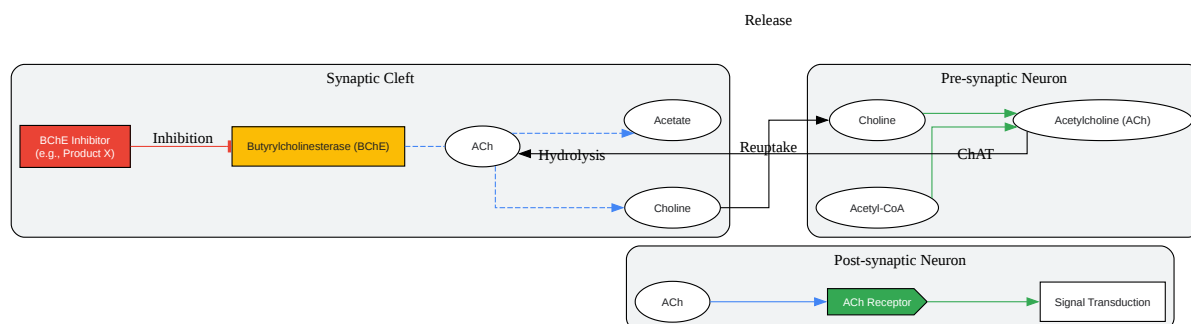 Release
Synaptic Cleft
Pre-synaptic Neuron
BChE Inhibitor
(e.g., Product X)
Inhibition
Butyrylcholinesterase (BChE)
ACh
Acetate
Hydrolysis
Choline
Reuptake
Choline
Acetylcholine (ACh)
ChAT
Acetyl-CoA
Post-synaptic Neuron
ACh
ACh Receptor
Signal Transduction